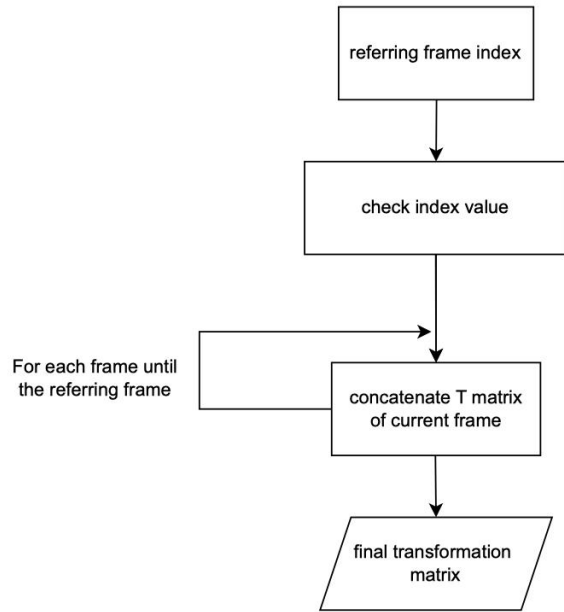 referring frame index
check index value
For each frame until
the referring frame
concatenate T matrix
of current frame
final transformation
matrix